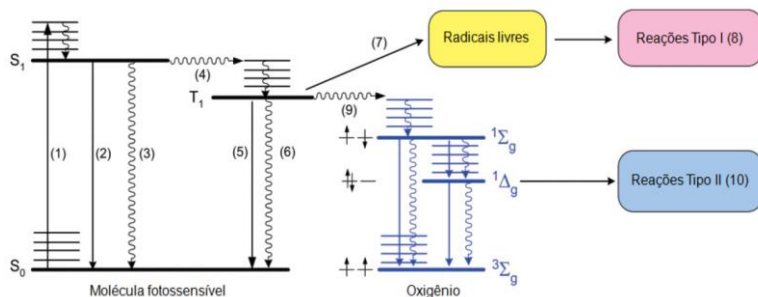 (7)
Radicais livres
Reações Tipo I (8)
S₁
(4)
T₁
(9)
(1)
(2)
(3)
(5)
(6)
¹Σg
¹Δg
Reações Tipo II (10)
S₀
³Σg
Molécula fotossensível
Oxigênio